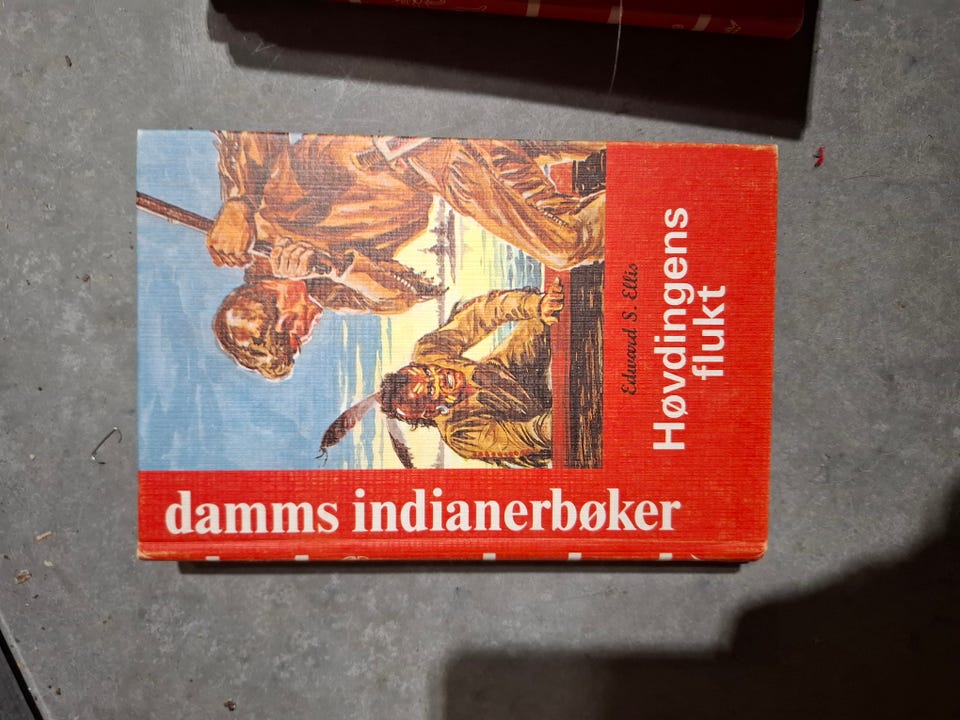 damms indianerbøker
Edward S. Ellis
Høvdingens
flukt